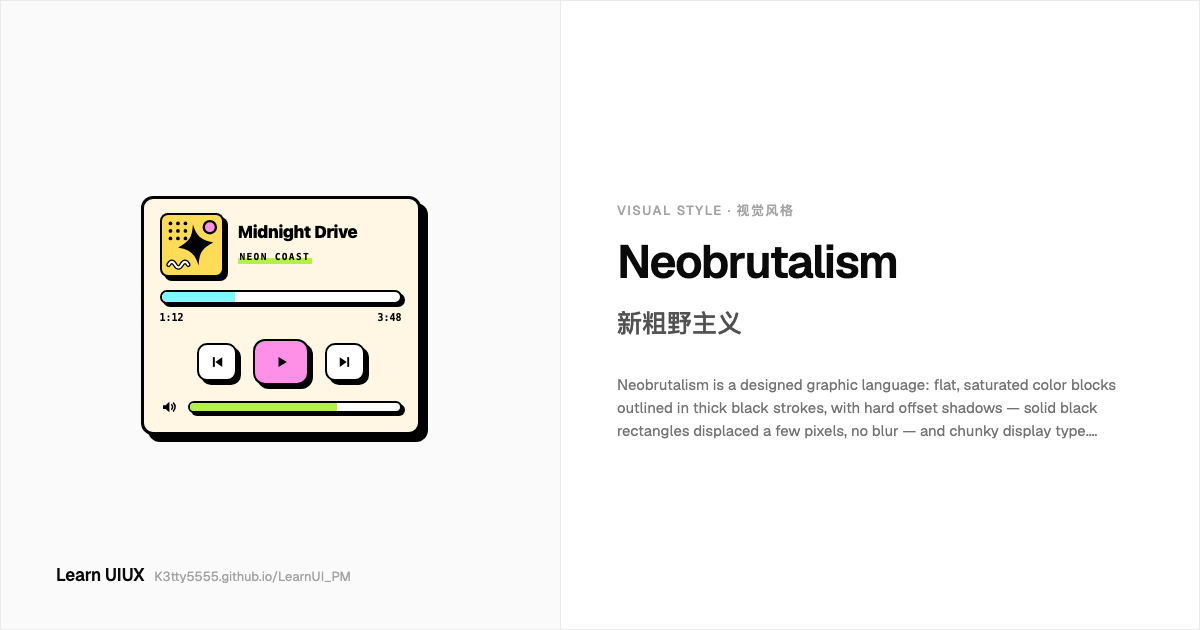 Midnight Drive
NEON COAST
1:12 3:48
Learn UIUX K3tty5555.github.io/LearnUI_PM
VISUAL STYLE · 视觉风格
Neobrutalism
新粗野主义
Neobrutalism is a designed graphic language: flat, saturated color blocks
outlined in thick black strokes, with hard offset shadows — solid black
rectangles displaced a few pixels, no blur — and chunky display type....